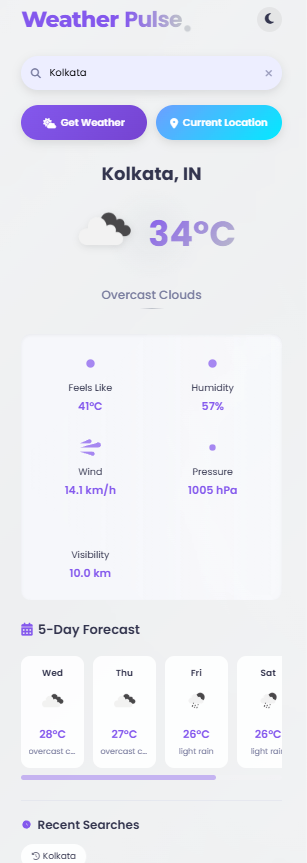 Weather Pulse
Kolkata
Get Weather
Current Location
Kolkata, IN
34°C
Overcast Clouds
Feels Like
Humidity
41°C
57%
Wind
Pressure
14.1 km/h
1005 hPa
Visibility
10.0 km
5-Day Forecast
Wed
Thu
Fri
Sat
28°C
27°C
26°C
26°C
overcast c...
overcast c...
light rain
light rai
Recent Searches
Kolkata